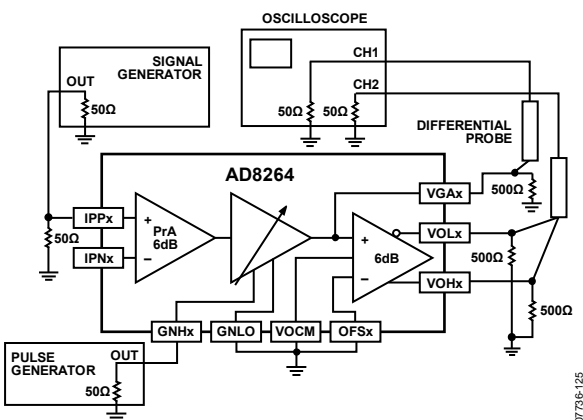 OSCILLOSCOPE
CH1
CH2
50Ω
50Ω
SIGNAL
GENERATOR
OUT
50Ω
DIFFERENTIAL
PROBE
AD8264
IPPx
50Ω
IPNx
+
PrA
6dB
–
+
6dB
–
VGAx
500Ω
VOLx
500Ω
VOHx
500Ω
GNHx
GNLO
VOCM
OFSx
PULSE
GENERATOR
OUT
50Ω
07736-125